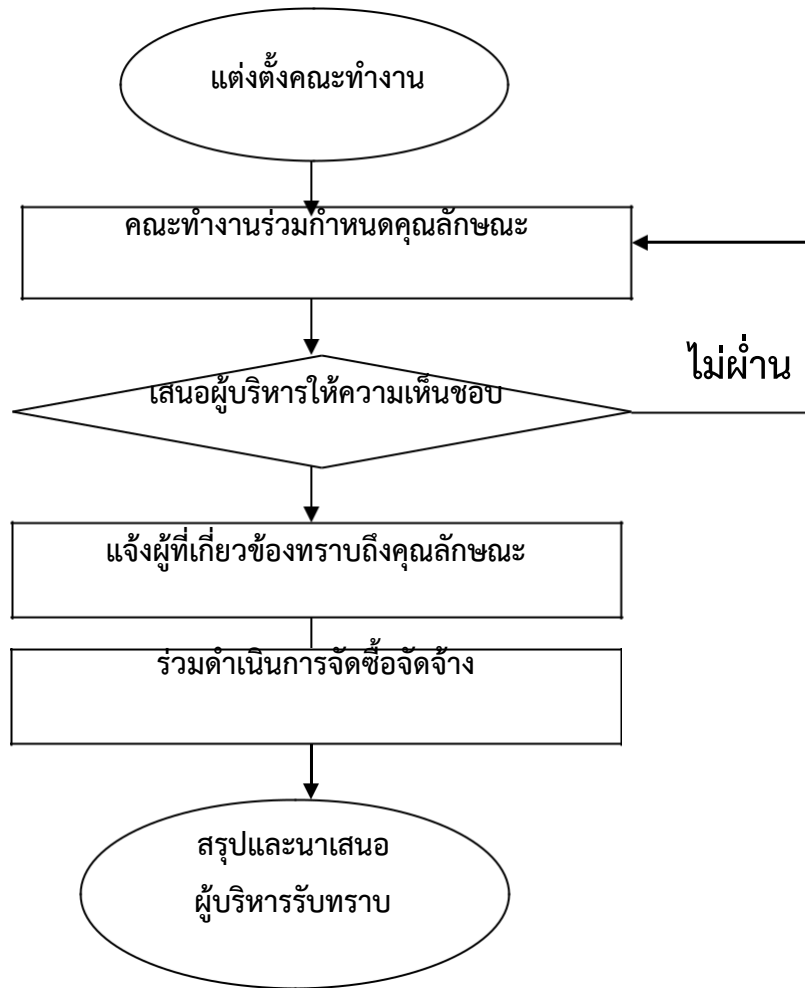 แต่งตั้งคณะทำงาน
คณะทำงานร่วมกำหนดคุณลักษณะ
ไม่ผ่่าน
เสนอผู้บริหารให้ความเห็นชอบ
แจ้งผู้ที่เกี่ยวข้องทราบถึงคุณลักษณะ
ร่วมดำเนินการจัดซื้อจัดจ้าง
สรุปและนาเสนอ
ผู้บริหารรับทราบ